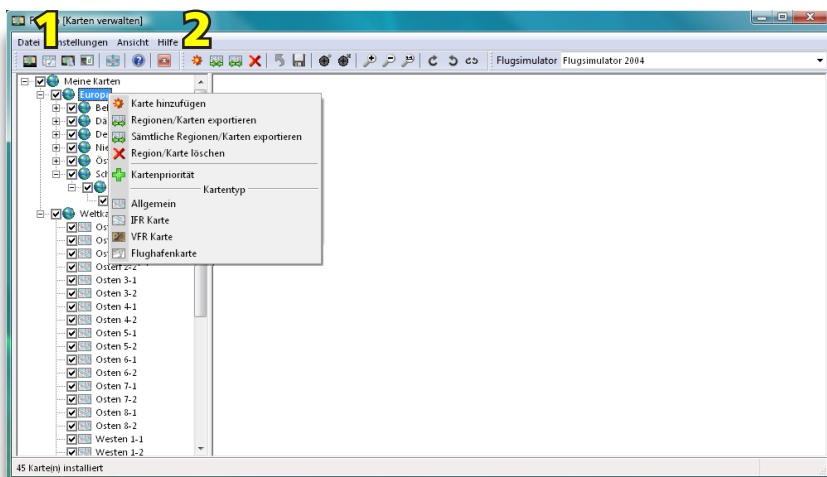 [Karten verwalten]
1
2
Datei
Ansicht Hilfe
Flugsimulator Flugsimulator 2004
Meine Karten
Europa
Karte hinzufügen
Regionen/Karten exportieren
Sämtliche Regionen/Karten exportieren
Region/Karte löschen
Kartenpriorität
Kartentyp
Allgemein
IFR Karte
VFR Karte
Flughafenkarte
Osten 3-1
Osten 3-2
Osten 4-1
Osten 4-2
Osten 5-1
Osten 5-2
Osten 6-1
Osten 6-2
Osten 7-1
Osten 7-2
Osten 8-1
Osten 8-2
Westen 1-1
Westen 1-2
45 Karte(n) installiert